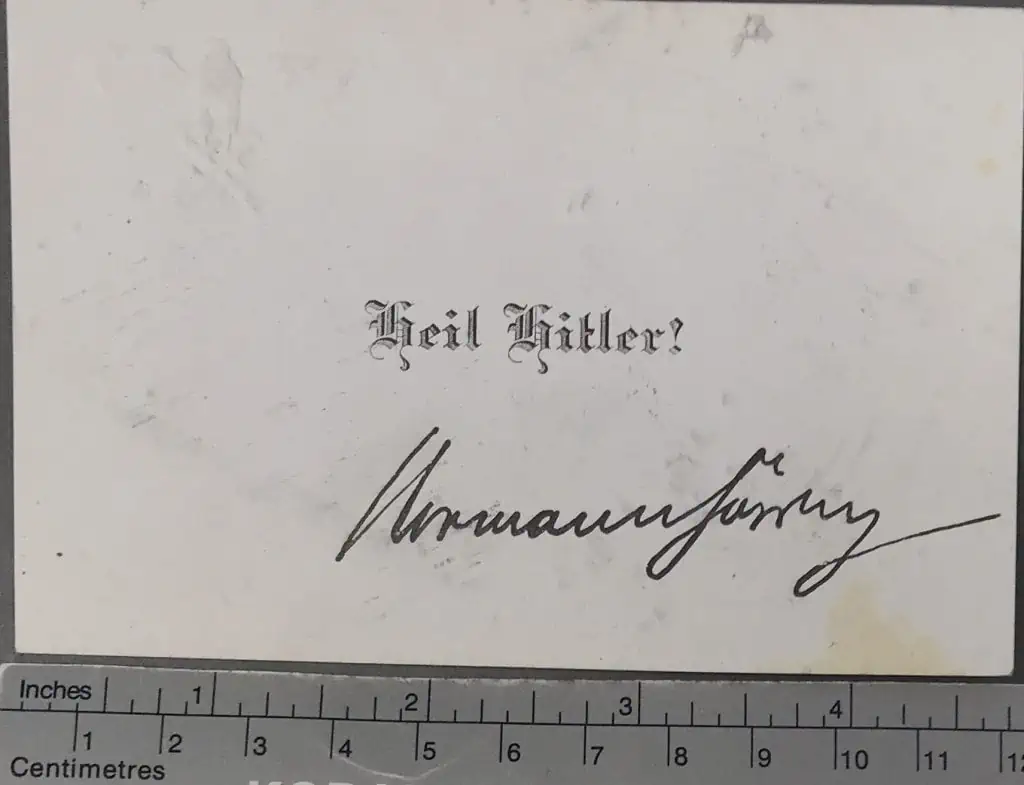 Heil Hitler!
Hermann Göring
Inches 1 2 3 4
1 2 3 4 5 6 7 8 9 10 11 12
Centimetres